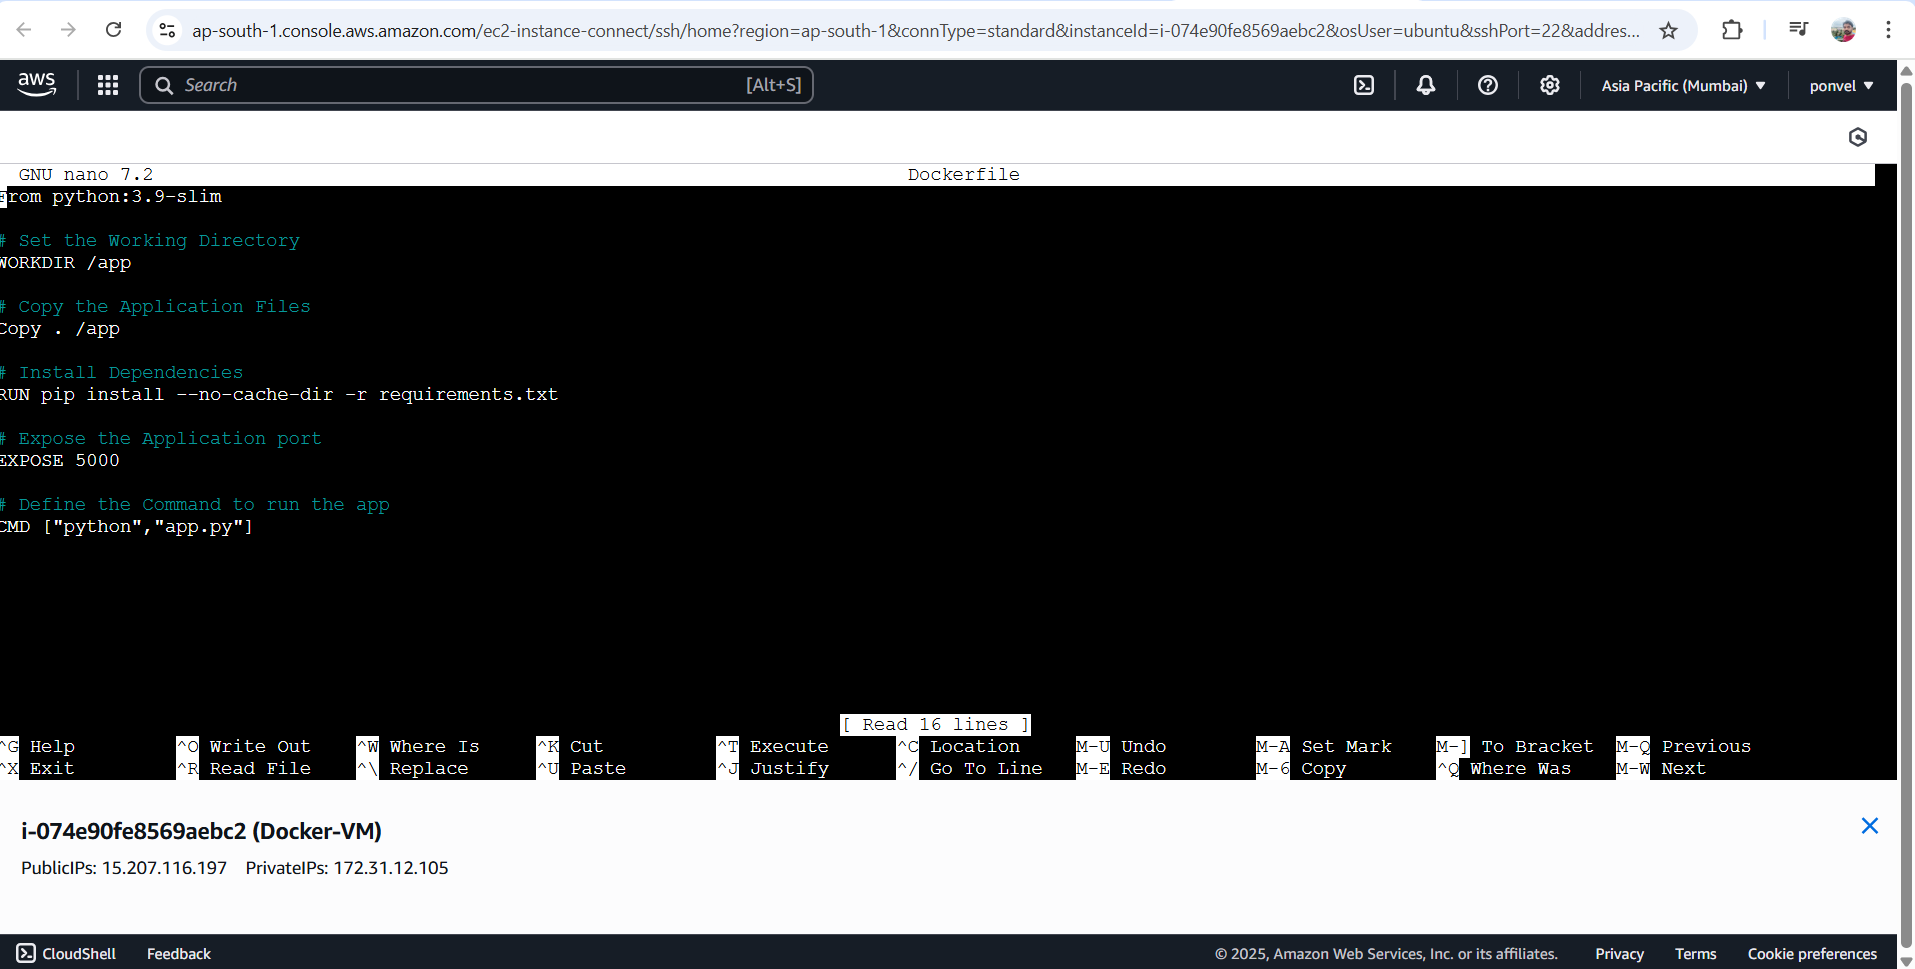 ap-south-1.console.aws.amazon.com/ec2-instance-connect/ssh/home?region=ap-south-1&connType=standard&instanceId=i-074e90fe8569aebc2&osUser=ubuntu&sshPort=22&addres...
aws Search [Alt+S] Asia Pacific (Mumbai) ponvel
GNU nano 7.2 Dockerfile
From python:3.9-slim
# Set the Working Directory
WORKDIR /app
# Copy the Application Files
Copy . /app
# Install Dependencies
RUN pip install --no-cache-dir -r requirements.txt
# Expose the Application port
EXPOSE 5000
# Define the Command to run the app
CMD ["python","app.py"]
[ Read 16 lines ]
^G Help ^O Write Out ^W Where Is ^K Cut ^T Execute ^C Location M-U Undo M-A Set Mark M-] To Bracket M-Q Previous
^X Exit ^R Read File ^\ Replace ^U Paste ^J Justify ^/ Go To Line M-E Redo M-6 Copy ^Q Where Was M-W Next
i-074e90fe8569aebc2 (Docker-VM)
PublicIPs: 15.207.116.197 PrivateIPs: 172.31.12.105
CloudShell Feedback © 2025, Amazon Web Services, Inc. or its affiliates. Privacy Terms Cookie preferences